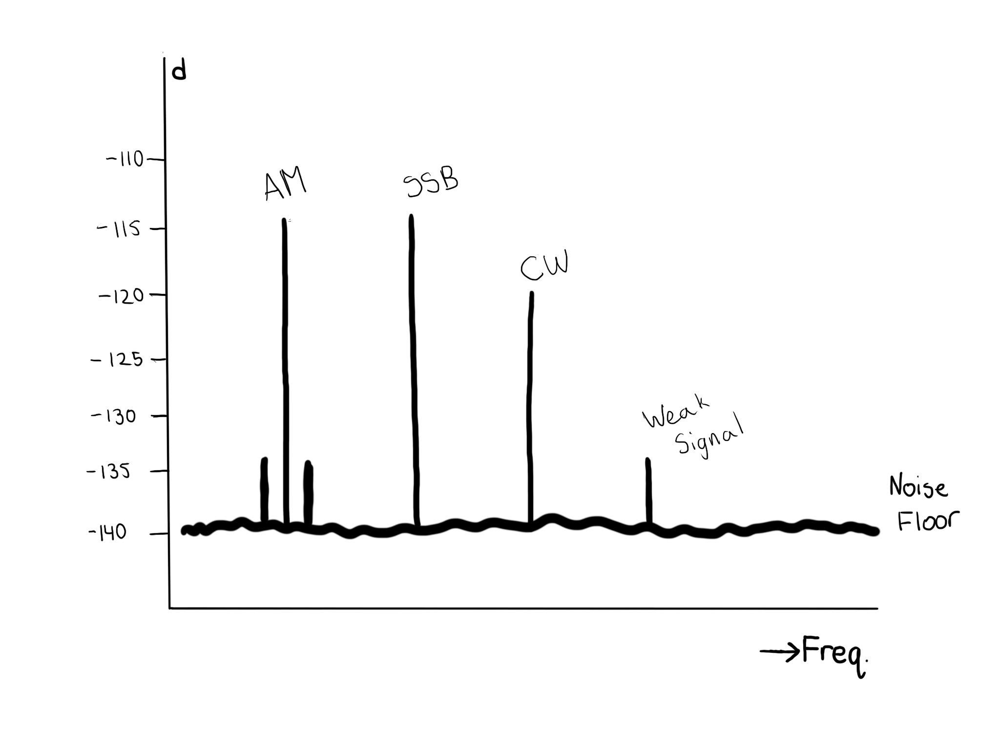 d
-110
AM
SSB
-115
CW
-120
-125
-130
Weak
Signal
-135
Noise
Floor
-140
→Freq.